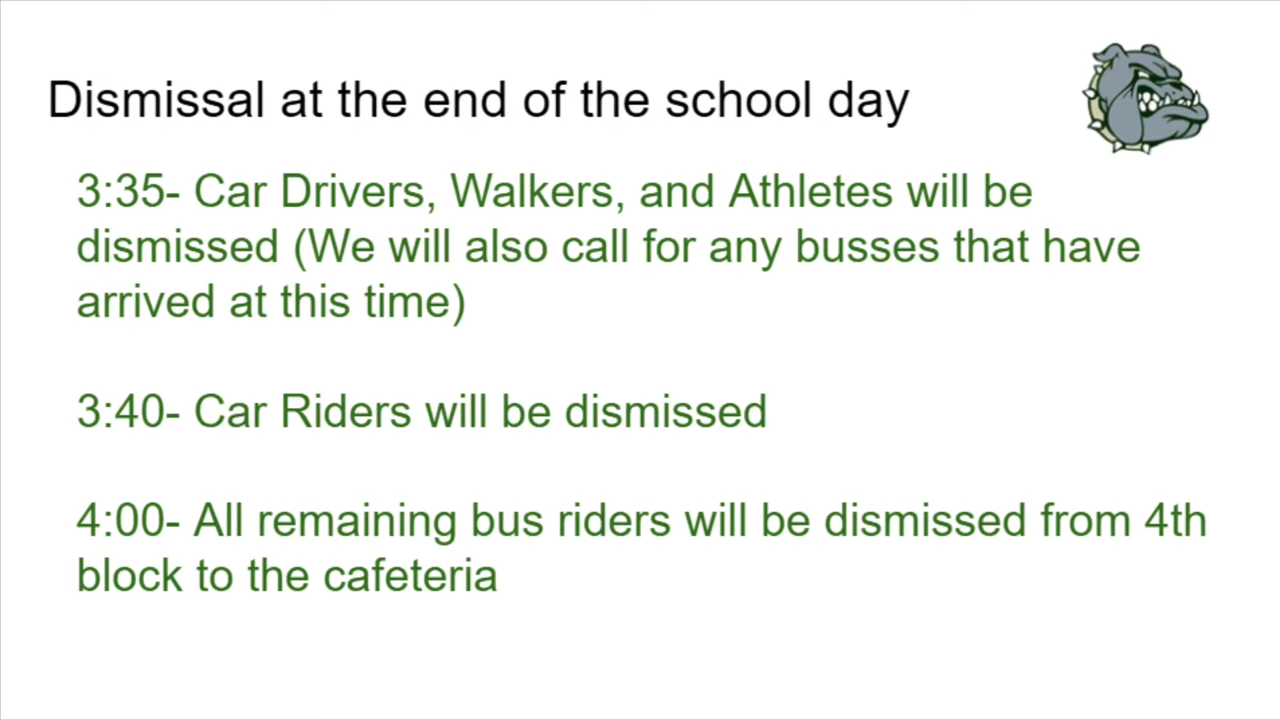 Dismissal at the end of the school day
3:35- Car Drivers, Walkers, and Athletes will be
dismissed (We will also call for any busses that have
arrived at this time)
3:40- Car Riders will be dismissed
4:00- All remaining bus riders will be dismissed from 4th
block to the cafeteria